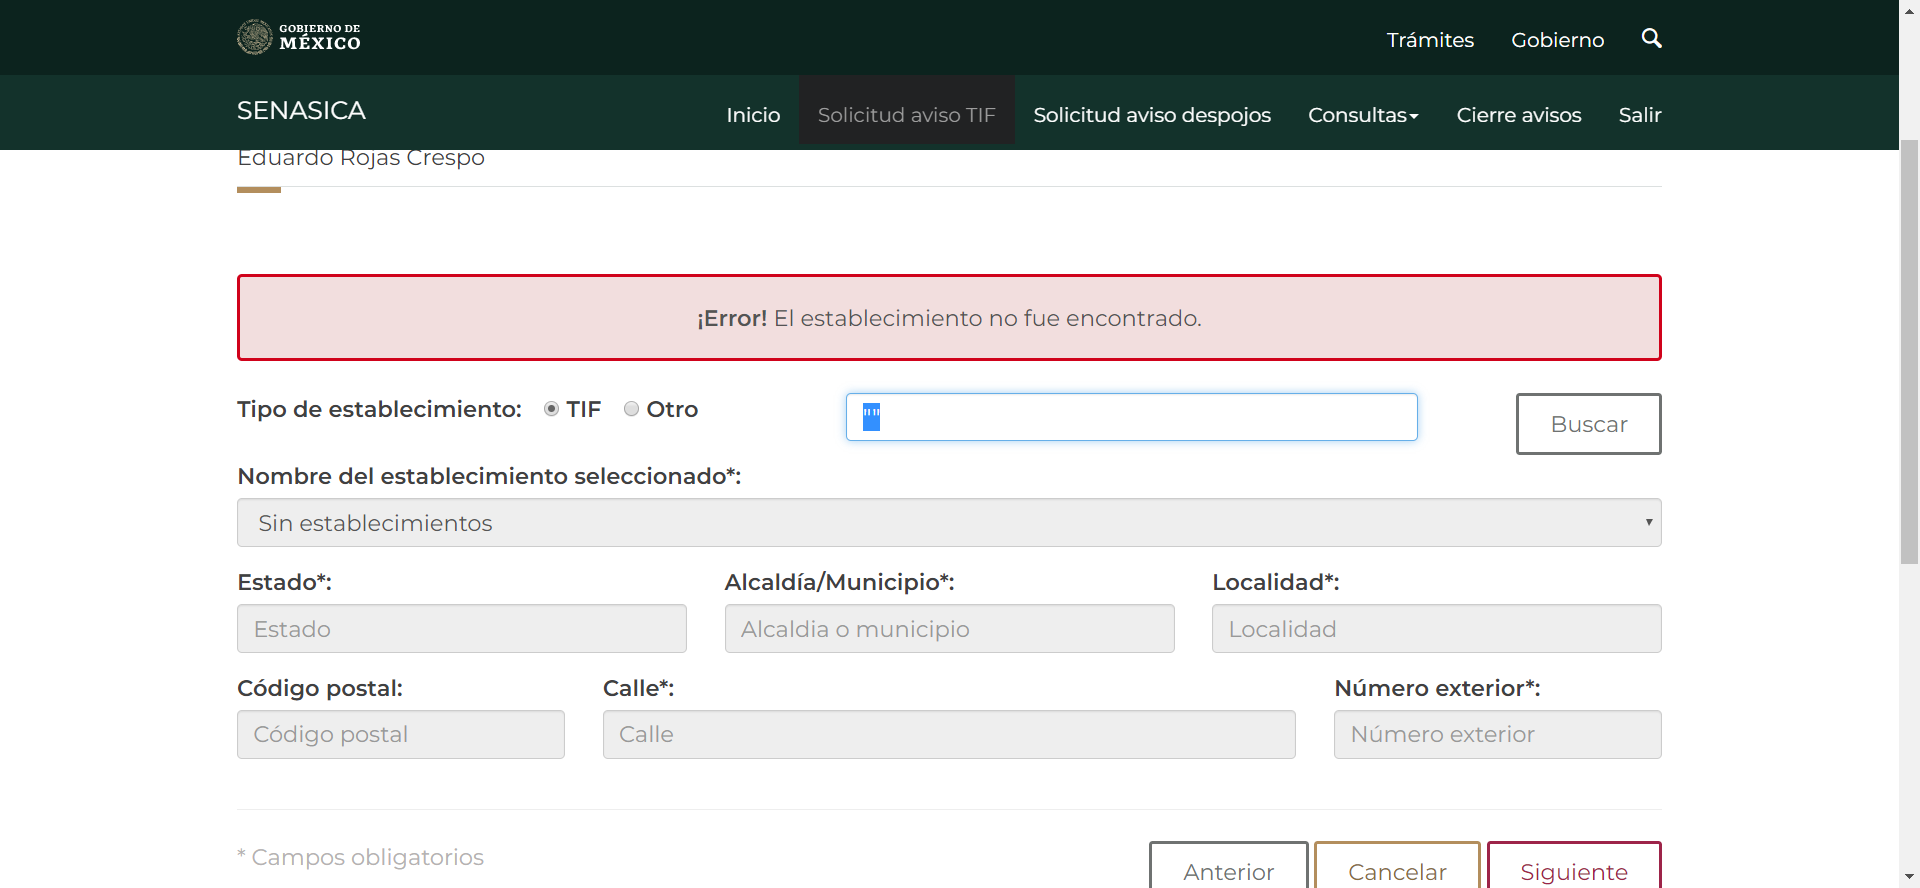 GOBIERNO DE
MÉXICO
Trámites Gobierno
SENASICA
Inicio Solicitud aviso TIF Solicitud aviso despojos Consultas Cierre avisos Salir
Eduardo Rojas Crespo
¡Error! El establecimiento no fue encontrado.
Tipo de establecimiento: TIF Otro
""
Buscar
Nombre del establecimiento seleccionado*:
Sin establecimientos
Estado*: Alcaldía/Municipio*: Localidad*:
Estado Alcaldia o municipio Localidad
Código postal: Calle*: Número exterior*:
Código postal Calle Número exterior
* Campos obligatorios
Anterior Cancelar Siguiente